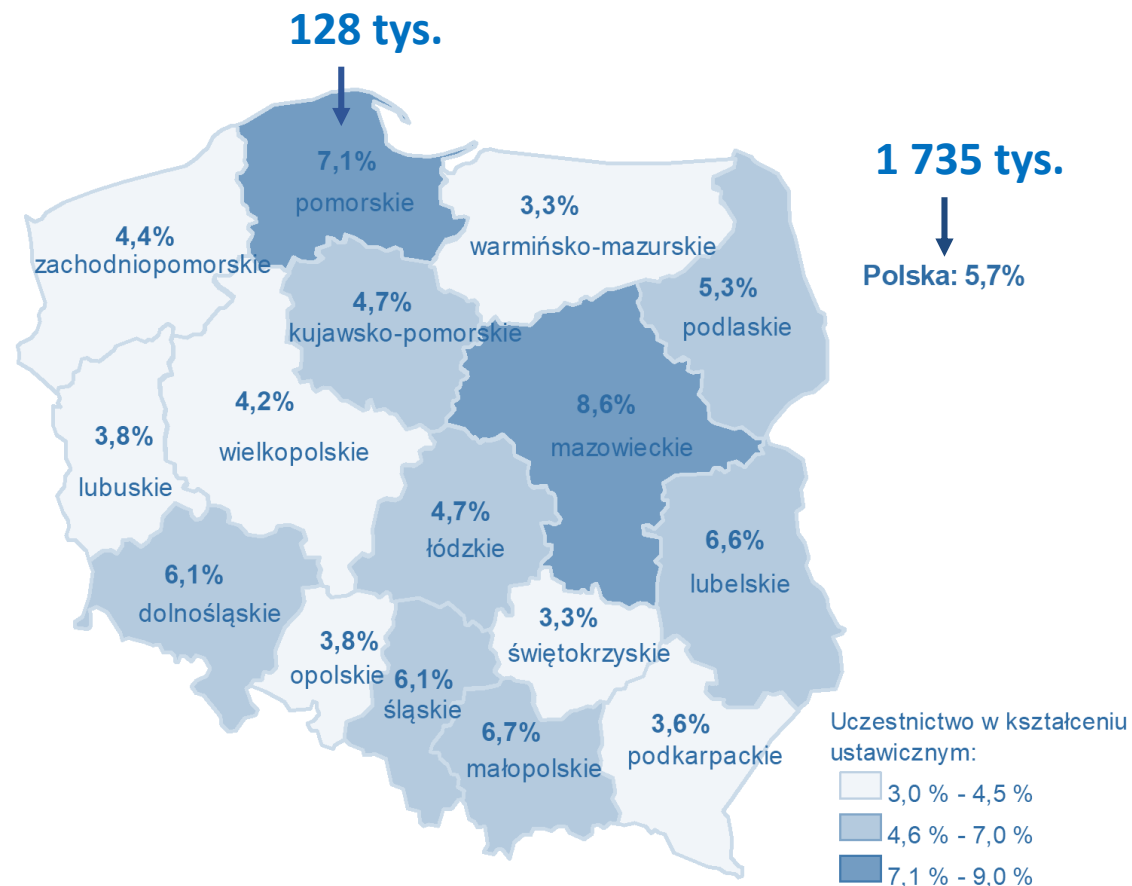 128 tys.
1 735 tys.
Polska: 5,7%
7,1%
pomorskie
3,3%
warmińsko-mazurskie
4,4%
zachodniopomorskie
5,3%
podlaskie
4,7%
kujawsko-pomorskie
4,2%
wielkopolskie
8,6%
mazowieckie
3,8%
lubuskie
4,7%
łódzkie
6,6%
lubelskie
6,1%
dolnośląskie
3,8%
opolskie
3,3%
świętokrzyskie
6,1%
śląskie
6,7%
małopolskie
3,6%
podkarpackie
Uczestnictwo w kształceniu
ustawicznym:
3,0 % - 4,5 %
4,6 % - 7,0 %
7,1 % - 9,0 %